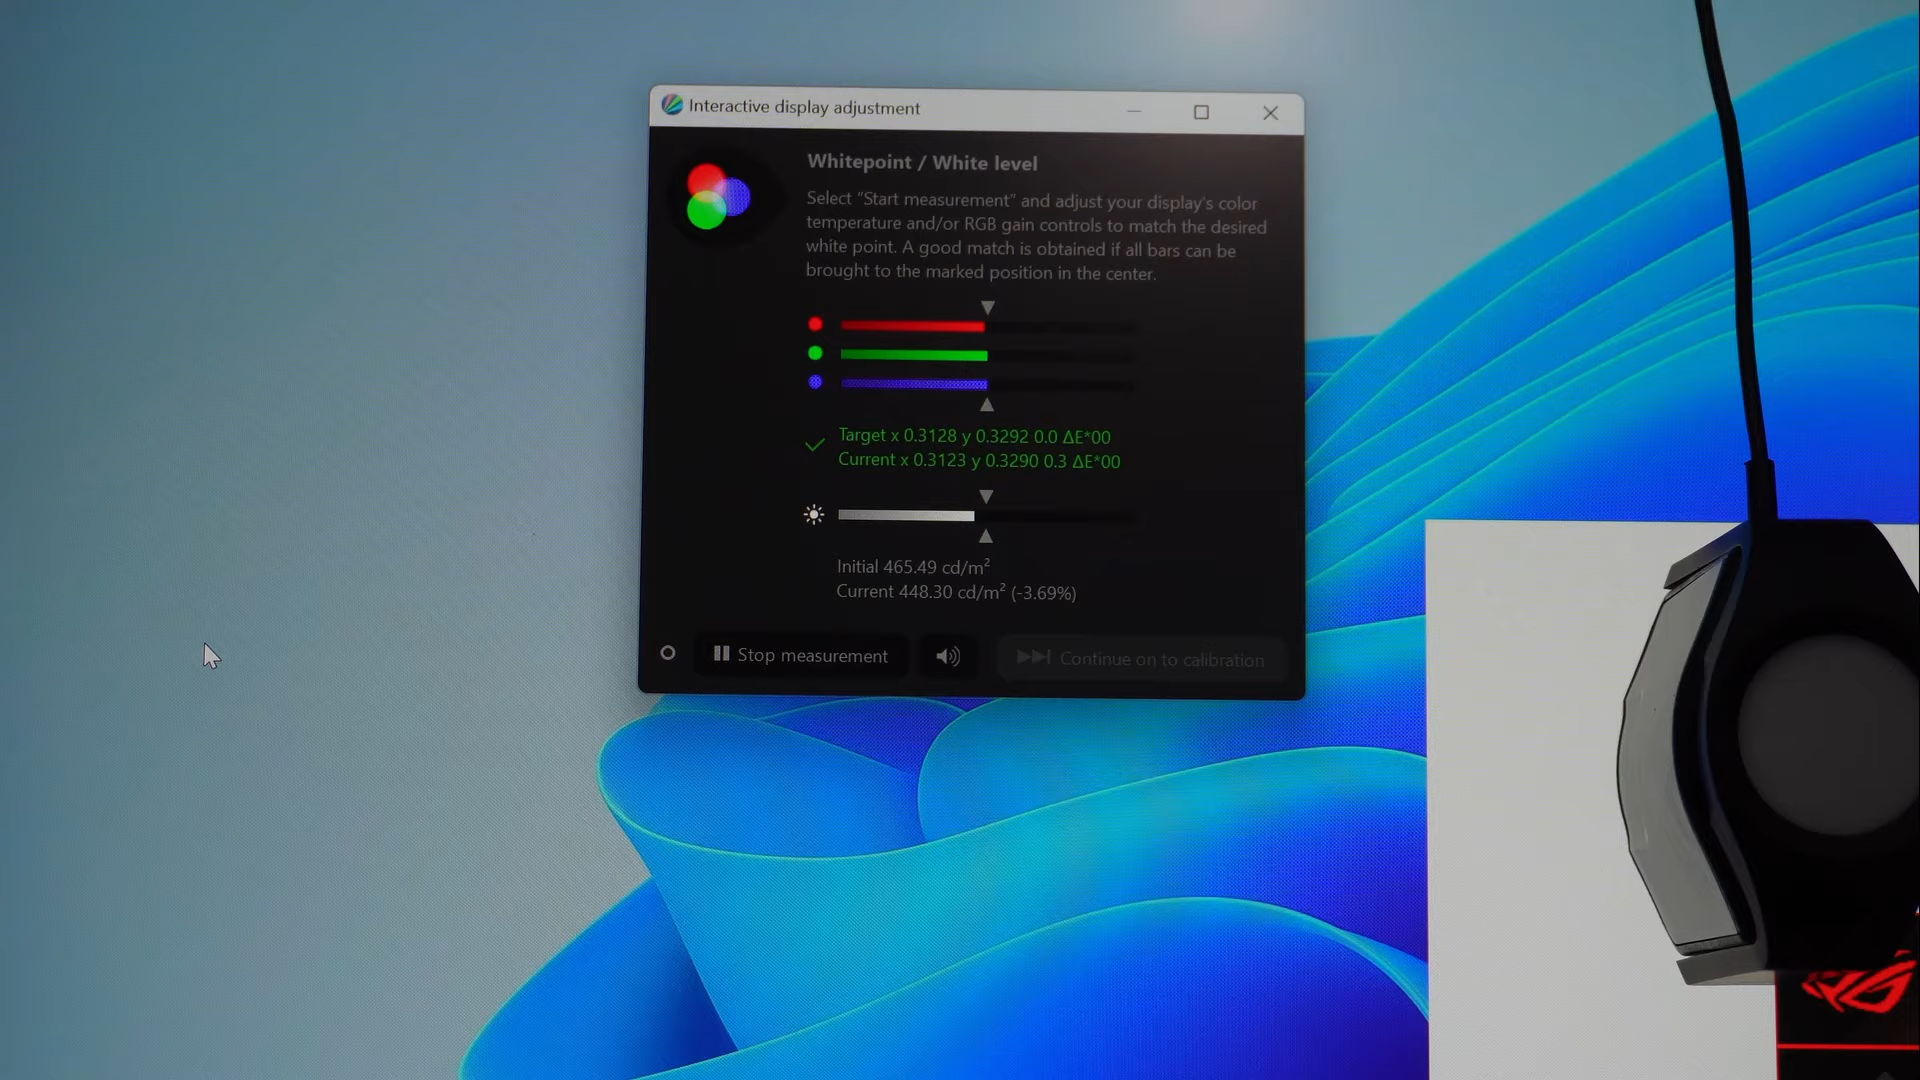 Interactive display adjustment
Whitepoint / White level
Select "Start measurement" and adjust your display's color
temperature and/or RGB gain controls to match the desired
white point. A good match is obtained if all bars can be
brought to the marked position in the center.
Target x 0.3128 y 0.3292 0.0 ΔE*00
Current x 0.3123 y 0.3290 0.3 ΔE*00
Initial 465.49 cd/m²
Current 448.30 cd/m² (-3.69%)
Stop measurement
Continue on to calibration